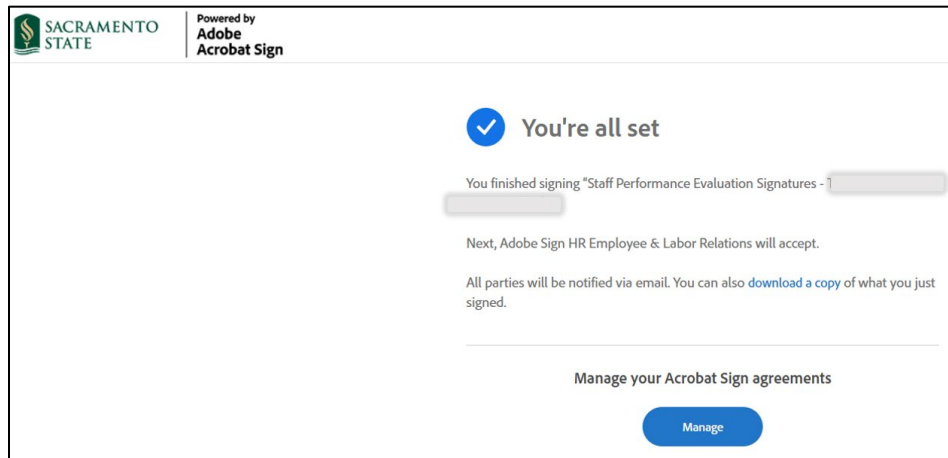 SACRAMENTO
STATE
Powered by
Adobe
Acrobat Sign
You're all set
You finished signing "Staff Performance Evaluation Signatures -
Next, Adobe Sign HR Employee & Labor Relations will accept.
All parties will be notified via email. You can also download a copy of what you just
signed.
Manage your Acrobat Sign agreements
Manage